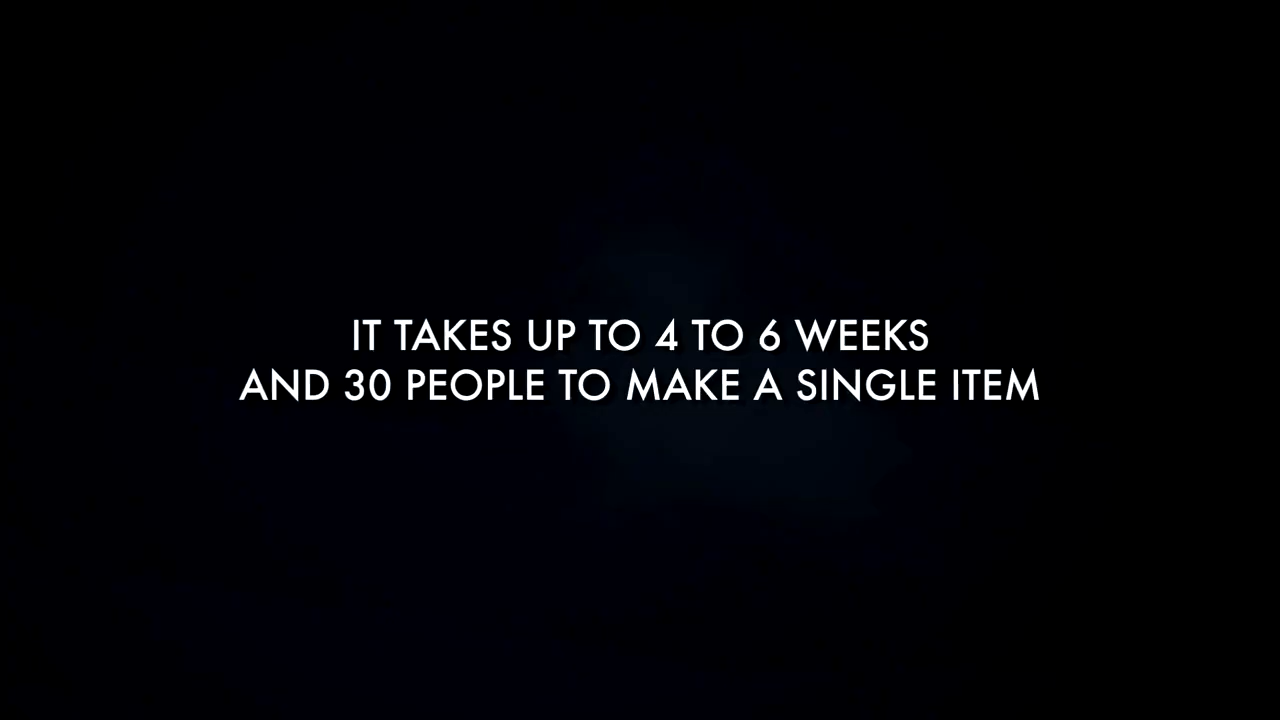 IT TAKES UP TO 4 TO 6 WEEKS
AND 30 PEOPLE TO MAKE A SINGLE ITEM